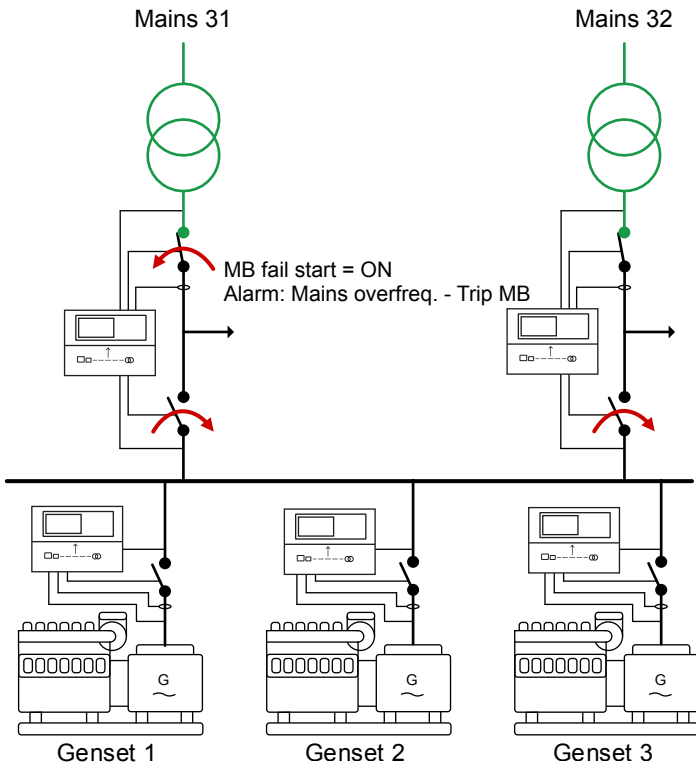 Mains 31
Mains 32
MB fail start = ON
Alarm: Mains overfreq. - Trip MB
G
G
G
Genset 1
Genset 2
Genset 3